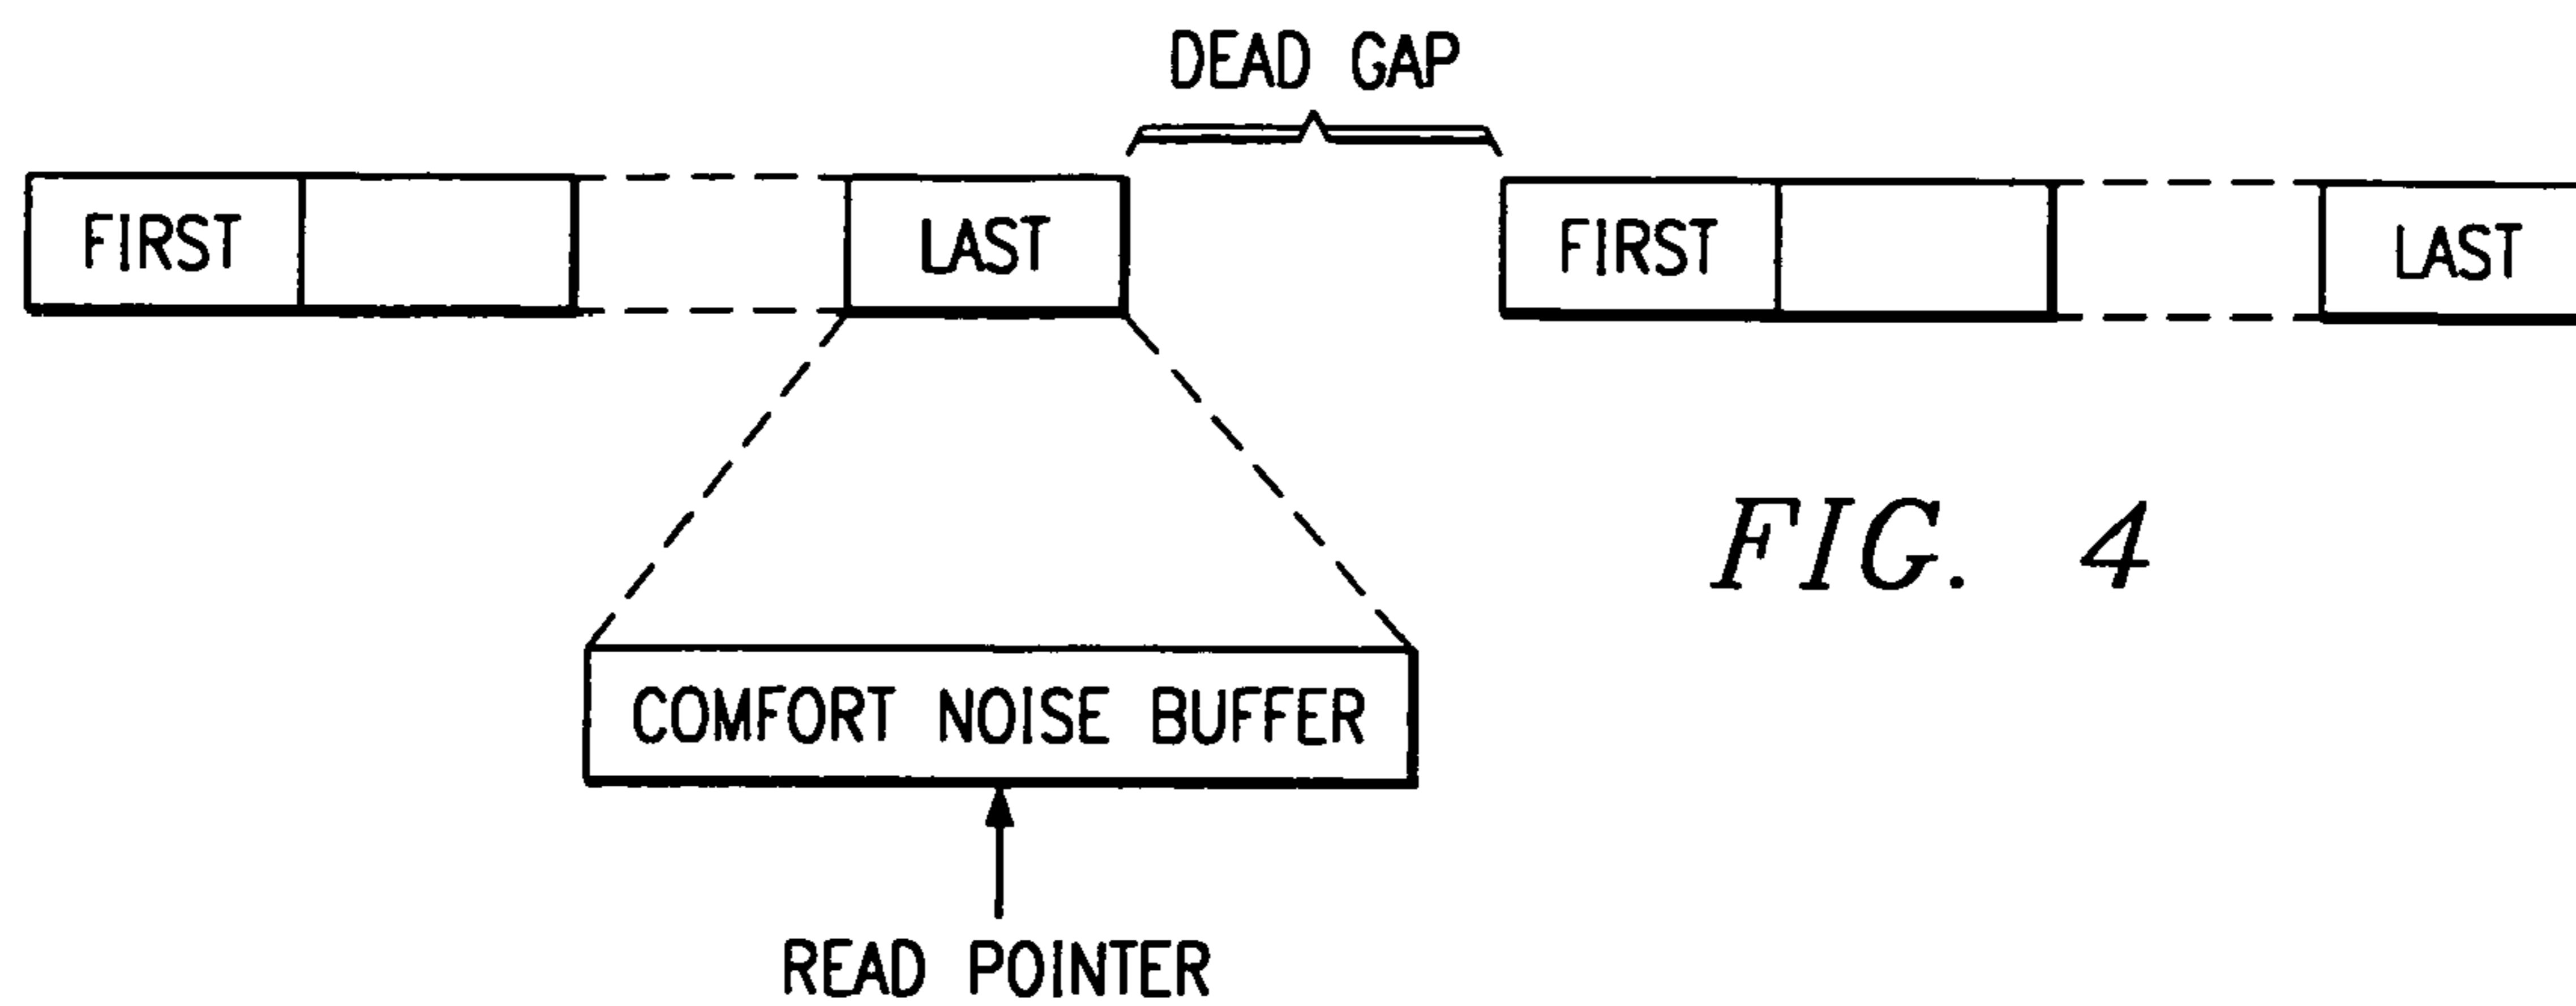 DEAD GAP
FIRST
LAST
FIRST
LAST
FIG. 4
COMFORT NOISE BUFFER
READ POINTER